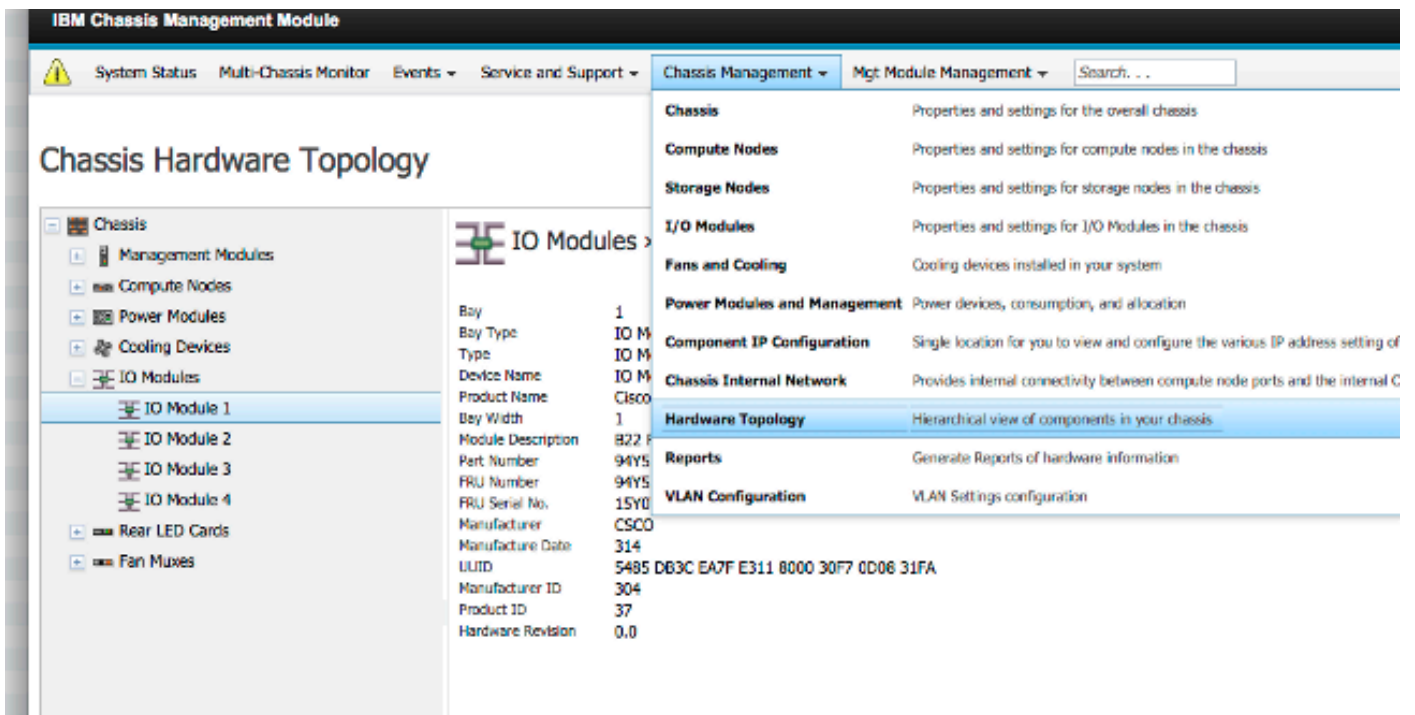 IBM Chassis Management Module
System Status Multi-Chassis Monitor Events Service and Support Chassis Management Mgt Module Management Search. . .
Chassis Hardware Topology
Chassis
Management Modules
Compute Nodes
Power Modules
Cooling Devices
IO Modules
IO Module 1
IO Module 2
IO Module 3
IO Module 4
Rear LED Cards
Fan Muxes
IO Modules
Bay 1
Bay Type IO M
Type IO M
Device Name IO M
Product Name Cisco
Bay Width 1
Module Description B22 F
Part Number 94Y5
FRU Number 94Y5
FRU Serial No. 15Y0
Manufacturer CSCO
Manufacture Date 314
UUID 5485 DB3C EA7F E311 8000 30F7 0D08 31FA
Manufacturer ID 304
Product ID 37
Hardware Revision 0.0
Chassis Properties and settings for the overall chassis
Compute Nodes Properties and settings for compute nodes in the chassis
Storage Nodes Properties and settings for storage nodes in the chassis
I/O Modules Properties and settings for I/O Modules in the chassis
Fans and Cooling Cooling devices installed in your system
Power Modules and Management Power devices, consumption, and allocation
Component IP Configuration Single location for you to view and configure the various IP address setting of
Chassis Internal Network Provides internal connectivity between compute node ports and the internal C
Hardware Topology Hierarchical view of components in your chassis
Reports Generate Reports of hardware information
VLAN Configuration VLAN Settings configuration